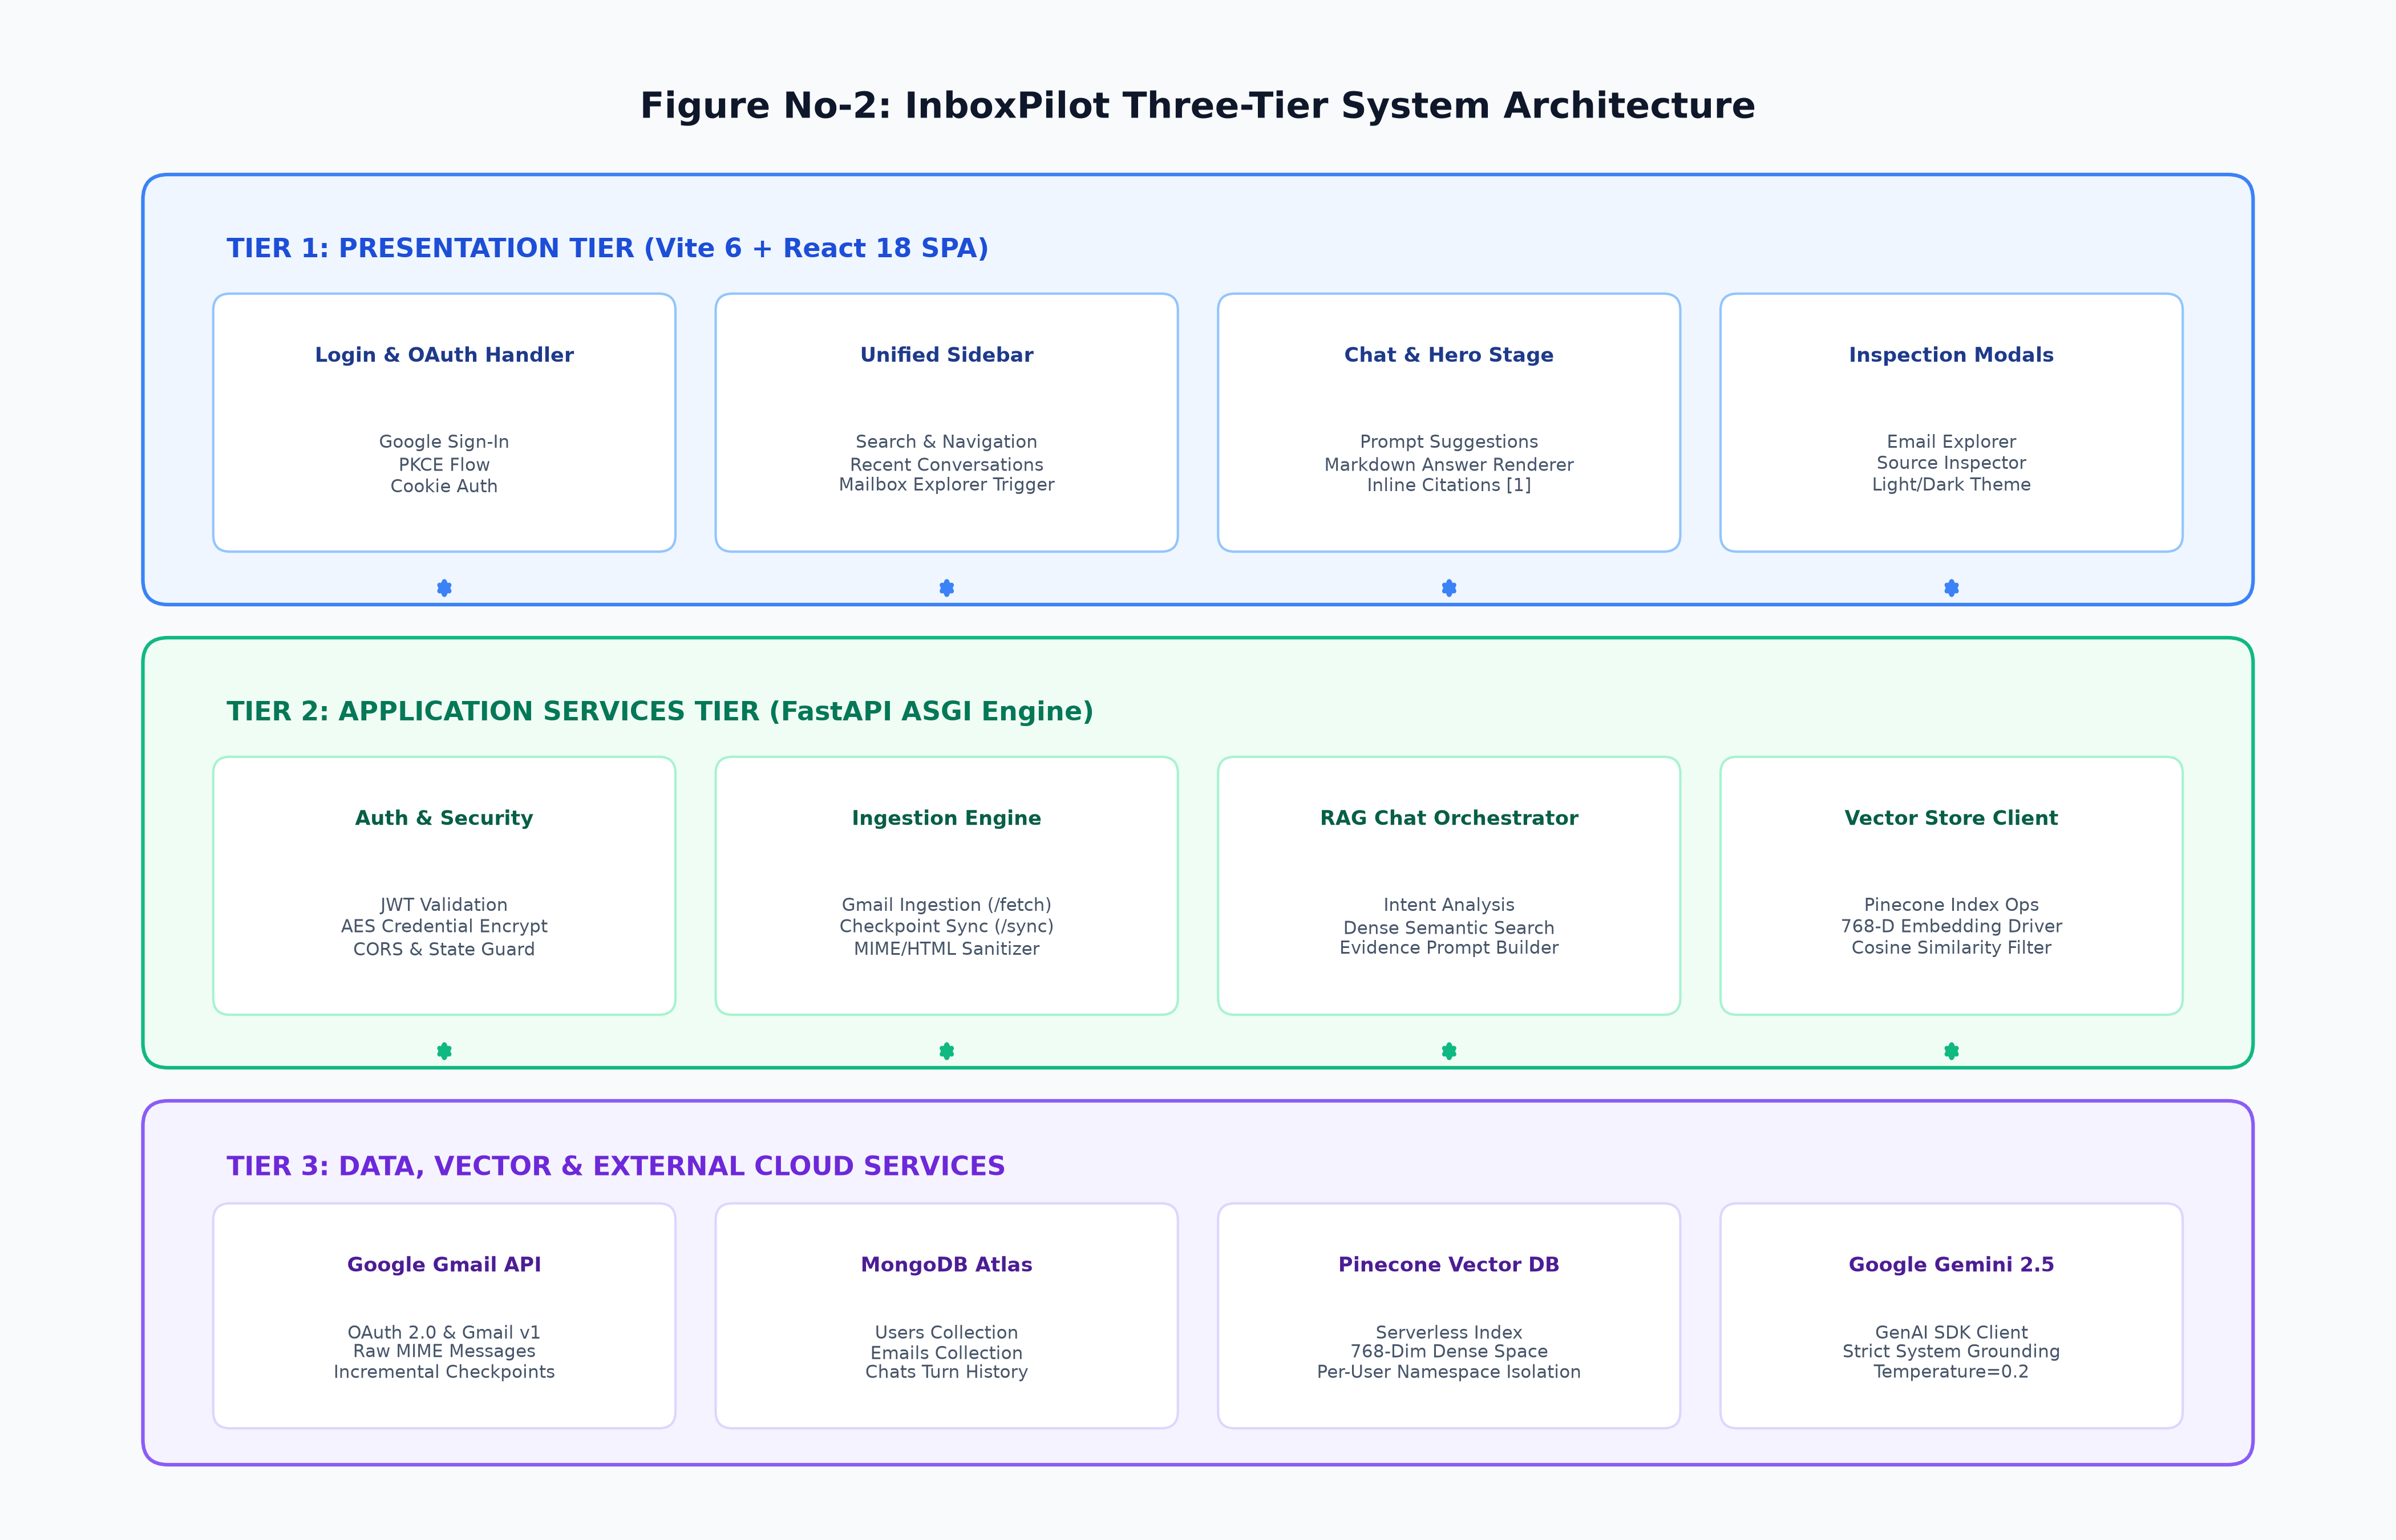 Figure No-2: InboxPilot Three-Tier System Architecture
TIER 1: PRESENTATION TIER (Vite 6 + React 18 SPA)
Login & OAuth Handler
Google Sign-In
PKCE Flow
Cookie Auth
Unified Sidebar
Search & Navigation
Recent Conversations
Mailbox Explorer Trigger
Chat & Hero Stage
Prompt Suggestions
Markdown Answer Renderer
Inline Citations [1]
Inspection Modals
Email Explorer
Source Inspector
Light/Dark Theme
TIER 2: APPLICATION SERVICES TIER (FastAPI ASGI Engine)
Auth & Security
JWT Validation
AES Credential Encrypt
CORS & State Guard
Ingestion Engine
Gmail Ingestion (/fetch)
Checkpoint Sync (/sync)
MIME/HTML Sanitizer
RAG Chat Orchestrator
Intent Analysis
Dense Semantic Search
Evidence Prompt Builder
Vector Store Client
Pinecone Index Ops
768-D Embedding Driver
Cosine Similarity Filter
TIER 3: DATA, VECTOR & EXTERNAL CLOUD SERVICES
Google Gmail API
OAuth 2.0 & Gmail v1
Raw MIME Messages
Incremental Checkpoints
MongoDB Atlas
Users Collection
Emails Collection
Chats Turn History
Pinecone Vector DB
Serverless Index
768-Dim Dense Space
Per-User Namespace Isolation
Google Gemini 2.5
GenAI SDK Client
Strict System Grounding
Temperature=0.2